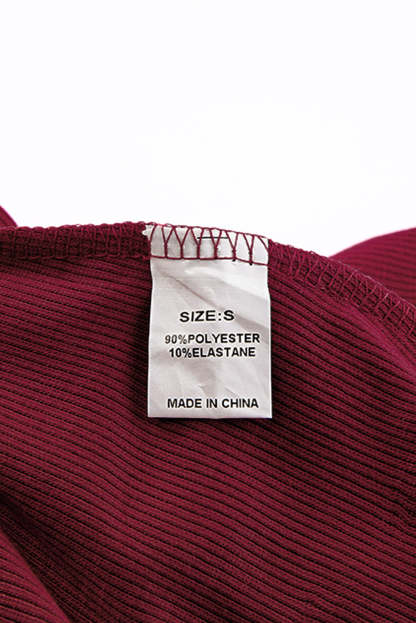 SIZE:S
90%POLYESTER
10%ELASTANE
MADE IN CHINA